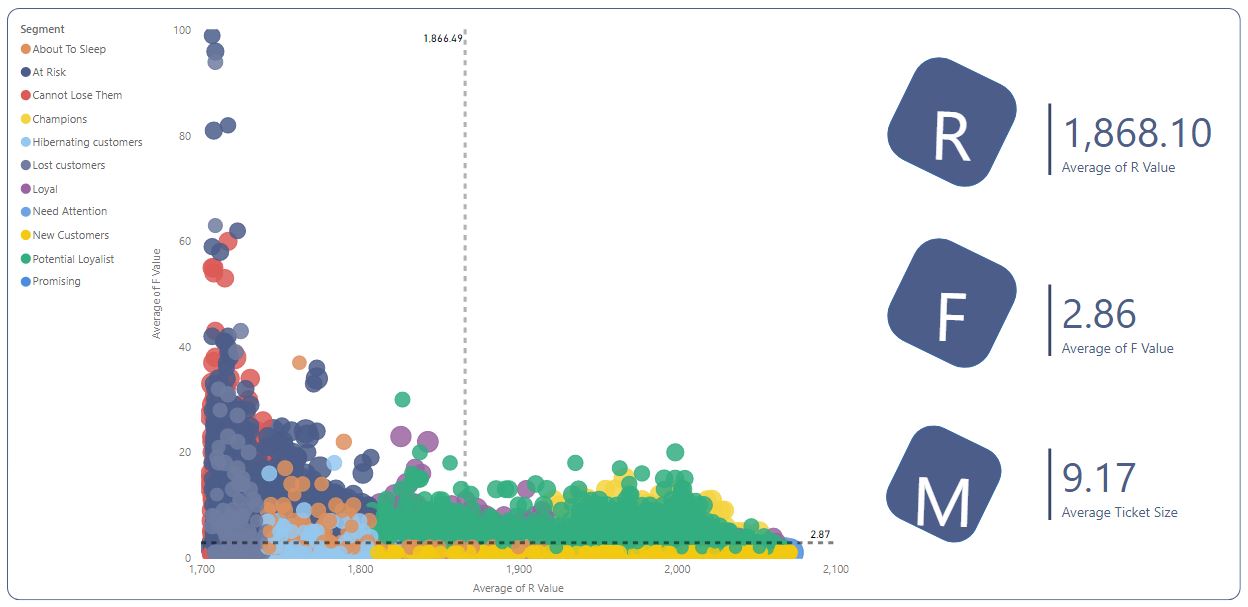 Segment
About To Sleep
At Risk
Cannot Lose Them
Champions
Hibernating customers
Lost customers
Loyal
Need Attention
New Customers
Potential Loyalist
Promising
Average of F Value
100
80
60
40
20
0
1,866.49
2.87
1,700
1,800
1,900
2,000
2,100
Average of R Value
R
1,868.10
Average of R Value
F
2.86
Average of F Value
M
9.17
Average Ticket Size